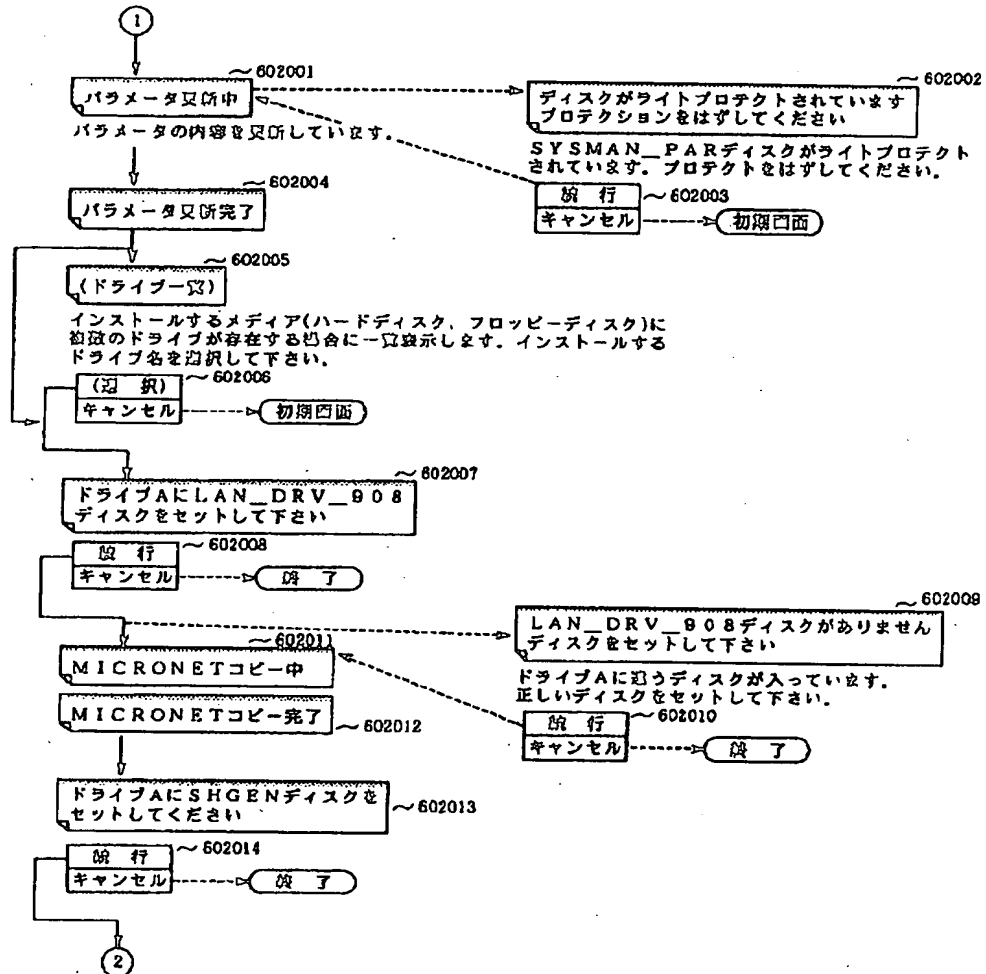 1
602001
パラメータ更新中
パラメータの内容を更新しています。
602002
ディスクがライトプロテクトされています
プロテクションをはずしてください
SYSMAN_PARディスクがライトプロテクト
されています。プロテクトをはずしてください。
602003
続 行
キャンセル
初期画面
602004
パラメータ更新完了
602005
(ドライブ一覧)
インストールするメディア(ハードディスク、フロッピーディスク)に
複数のドライブが存在する場合に一覧表示します。インストールする
ドライブ名を選択して下さい。
602006
(選 択)
キャンセル
初期画面
602007
ドライブAにLAN_DRV_908
ディスクをセットして下さい
602008
続 行
キャンセル
終 了
602009
LAN_DRV_908ディスクがありません
ディスクをセットして下さい
ドライブAに違うディスクが入っています。
正しいディスクをセットして下さい。
602010
続 行
キャンセル
終 了
602011
MICRONETコピー中
MICRONETコピー完了
602012
ドライブAにSHGENディスクを
セットしてください
602013
602014
続 行
キャンセル
終 了
2